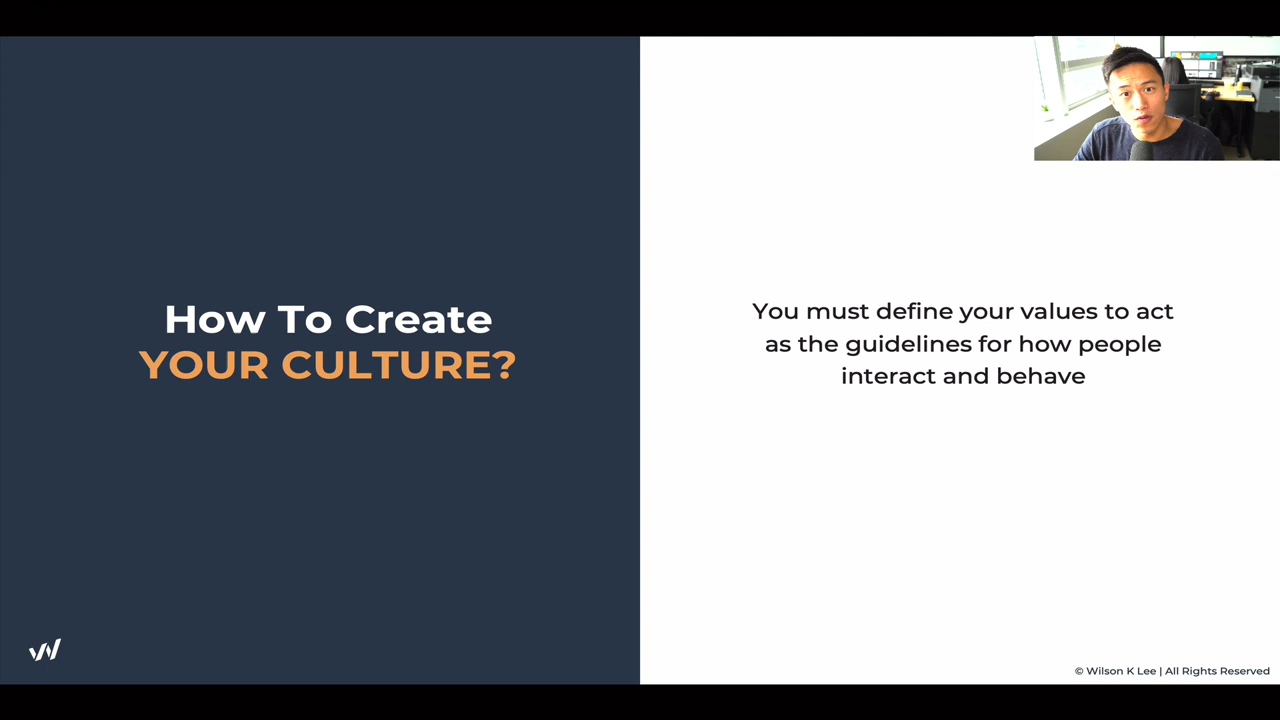 How To Create
YOUR CULTURE?
You must define your values to act
as the guidelines for how people
interact and behave
© Wilson K Lee | All Rights Reserved